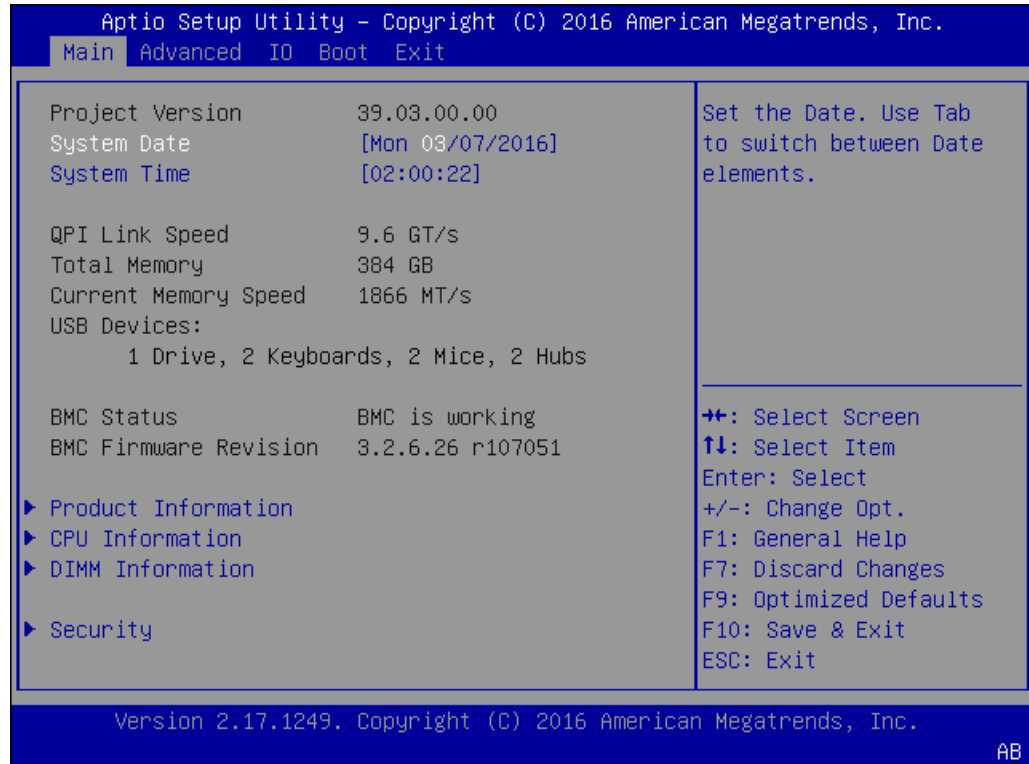 Aptio Setup Utility – Copyright (C) 2016 American Megatrends, Inc.
Main Advanced IO Boot Exit
Project Version 39.03.00.00
System Date [Mon 03/07/2016]
System Time [02:00:22]
QPI Link Speed 9.6 GT/s
Total Memory 384 GB
Current Memory Speed 1866 MT/s
USB Devices:
1 Drive, 2 Keyboards, 2 Mice, 2 Hubs
BMC Status BMC is working
BMC Firmware Revision 3.2.6.26 r107051
▶ Product Information
▶ CPU Information
▶ DIMM Information
▶ Security
Set the Date. Use Tab
to switch between Date
elements.
→←: Select Screen
↑↓: Select Item
Enter: Select
+/-: Change Opt.
F1: General Help
F7: Discard Changes
F9: Optimized Defaults
F10: Save & Exit
ESC: Exit
Version 2.17.1249. Copyright (C) 2016 American Megatrends, Inc.
AB